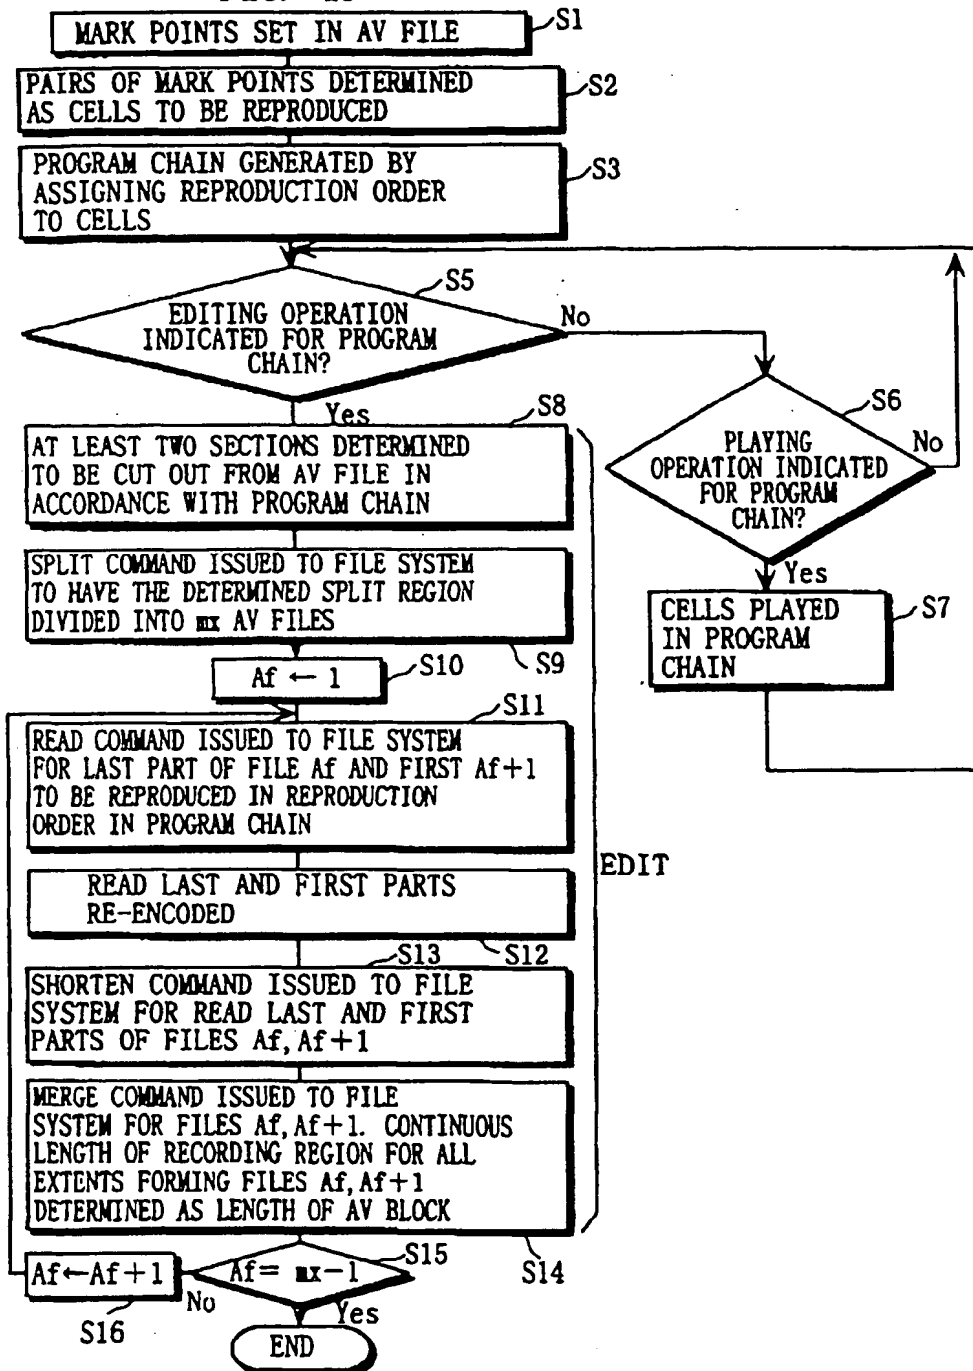 MARK POINTS SET IN AV FILE
S1
PAIRS OF MARK POINTS DETERMINED
AS CELLS TO BE REPRODUCED
S2
PROGRAM CHAIN GENERATED BY
ASSIGNING REPRODUCTION ORDER
TO CELLS
S3
S5
EDITING OPERATION
INDICATED FOR PROGRAM
CHAIN?
No
Yes
S6
PLAYING
OPERATION INDICATED
FOR PROGRAM
CHAIN?
No
Yes
S7
CELLS PLAYED
IN PROGRAM
CHAIN
S8
AT LEAST TWO SECTIONS DETERMINED
TO BE CUT OUT FROM AV FILE IN
ACCORDANCE WITH PROGRAM CHAIN
SPLIT COMMAND ISSUED TO FILE SYSTEM
TO HAVE THE DETERMINED SPLIT REGION
DIVIDED INTO mx AV FILES
S9
Af ← 1
S10
S11
READ COMMAND ISSUED TO FILE SYSTEM
FOR LAST PART OF FILE Af AND FIRST Af+1
TO BE REPRODUCED IN REPRODUCTION
ORDER IN PROGRAM CHAIN
EDIT
READ LAST AND FIRST PARTS
RE-ENCODED
S12
S13
SHORTEN COMMAND ISSUED TO FILE
SYSTEM FOR READ LAST AND FIRST
PARTS OF FILES Af, Af+1
MERGE COMMAND ISSUED TO FILE
SYSTEM FOR FILES Af, Af+1. CONTINUOUS
LENGTH OF RECORDING REGION FOR ALL
EXTENTS FORMING FILES Af, Af+1
DETERMINED AS LENGTH OF AV BLOCK
S14
S15
Af= mx-1
Af←Af+1
No
S16
Yes
END